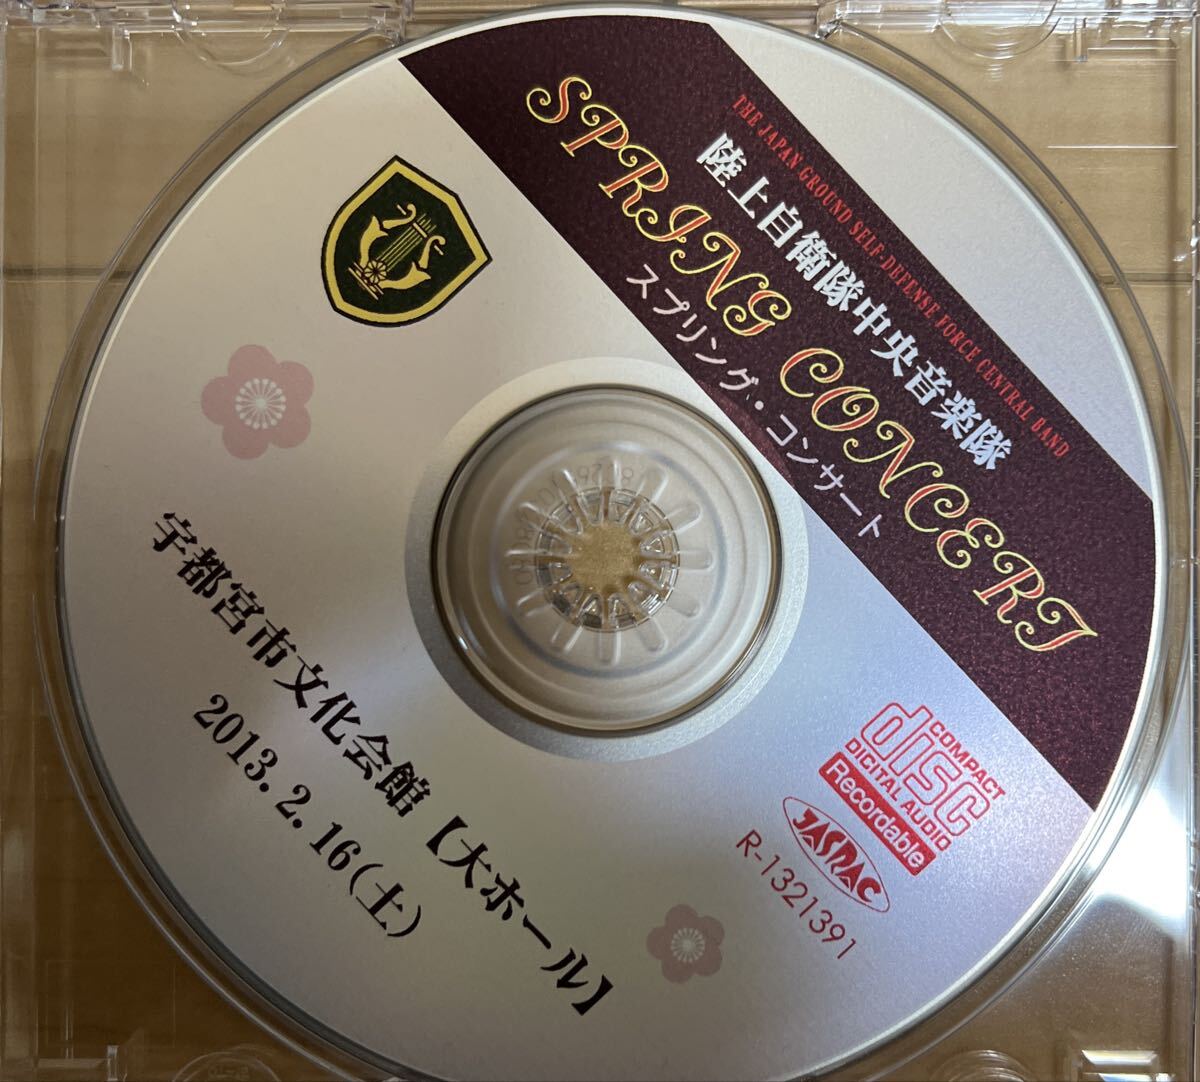 THE JAPAN GROUND SELF-DEFENSE FORCE CENTRAL BAND
陸上自衛隊中央音楽隊
SPRING CONCERT
スプリング・コンサート
宇都宮市文化会館【大ホール】
2013.2.16(土)
COMPACT
disc
DIGITAL AUDIO
Recordable
JASRAC
R-1321391